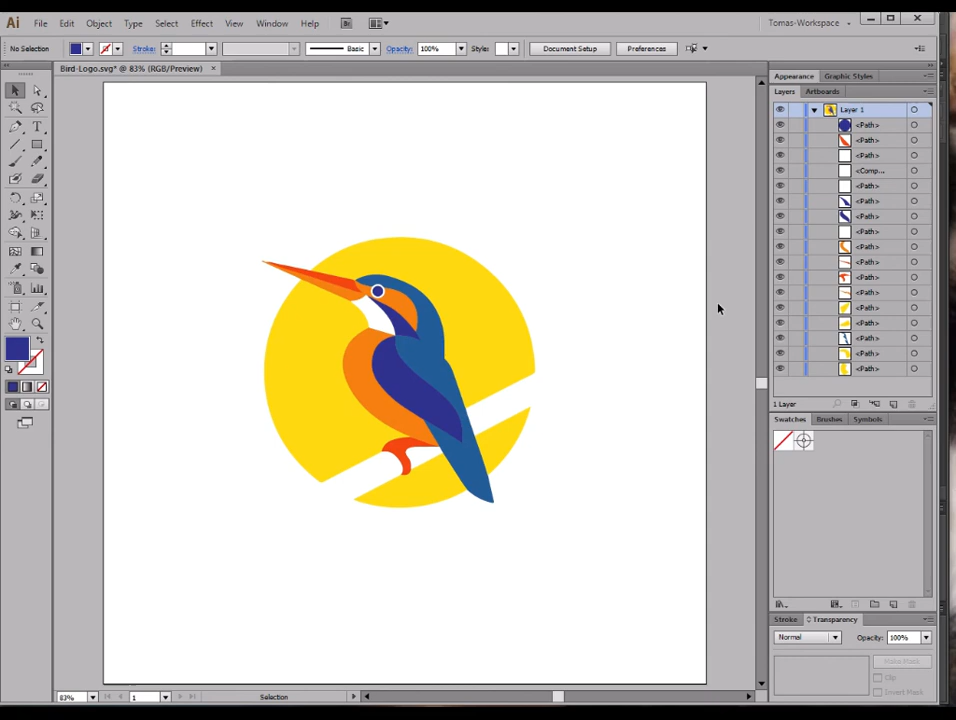 Ai File Edit Object Type Select Effect View Window Help Br Tomas-Workspace
No Selection Stroke: Basic Opacity: 100% Style: Document Setup Preferences
Bird-Logo.svg* @ 83% (RGB/Preview) ×
Appearance Graphic Styles
Layers Artboards
Layer 1
<Path>
<Path>
<Path>
<Comp...
<Path>
<Path>
<Path>
<Path>
<Path>
<Path>
<Path>
<Path>
<Path>
<Path>
<Path>
<Path>
<Path>
1 Layer
Swatches Brushes Symbols
Stroke Transparency
Normal Opacity: 100%
Make Mask
Clip
Invert Mask
83% 1 Selection